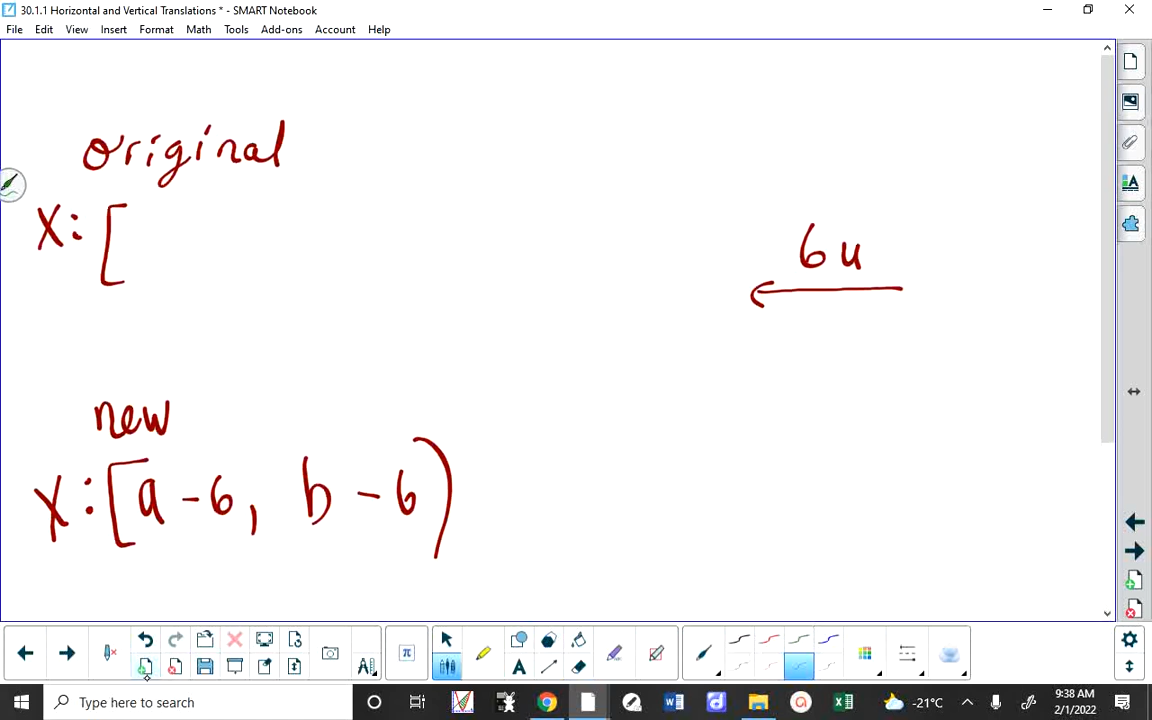 30.1.1 Horizontal and Vertical Translations * - SMART Notebook
File Edit View Insert Format Math Tools Add-ons Account Help
original
X: [
6 u
new
X: [a - 6, b - 6)
Type here to search
-21°C
9:38 AM
2/1/2022